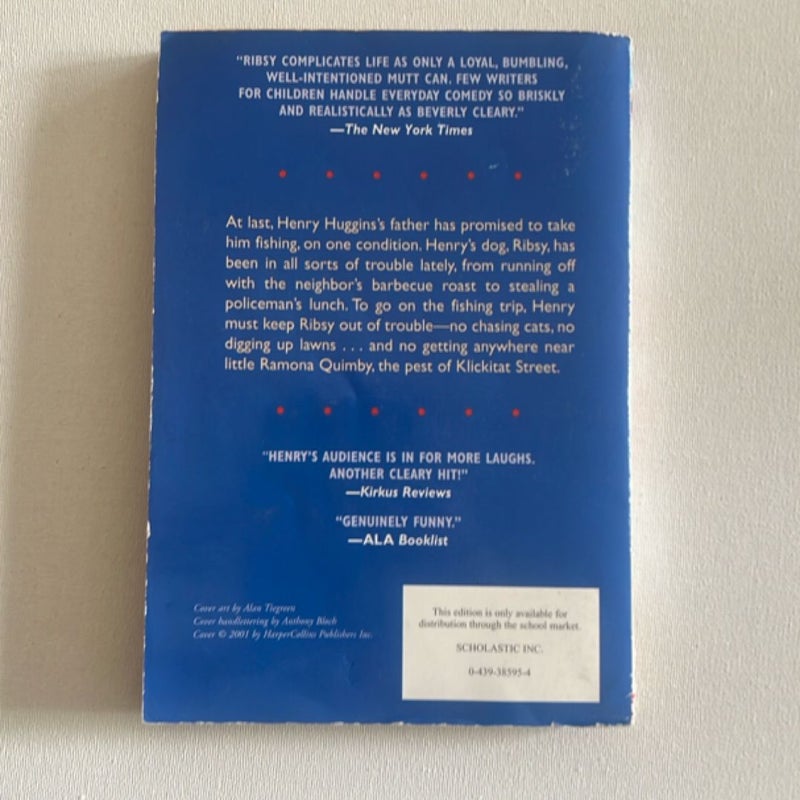 "RIBSY COMPLICATES LIFE AS ONLY A LOYAL, BUMBLING,
WELL-INTENTIONED MUTT CAN. FEW WRITERS
FOR CHILDREN HANDLE EVERYDAY COMEDY SO BRISKLY
AND REALISTICALLY AS BEVERLY CLEARY."
—The New York Times
At last, Henry Huggins's father has promised to take
him fishing, on one condition. Henry's dog, Ribsy, has
been in all sorts of trouble lately, from running off
with the neighbor's barbecue roast to stealing a
policeman's lunch. To go on the fishing trip, Henry
must keep Ribsy out of trouble—no chasing cats, no
digging up lawns . . . and no getting anywhere near
little Ramona Quimby, the pest of Klickitat Street.
"HENRY'S AUDIENCE IS IN FOR MORE LAUGHS.
ANOTHER CLEARY HIT!"
—Kirkus Reviews
"GENUINELY FUNNY."
—ALA Booklist
Cover art by Alan Tiegreen
Cover handlettering by Anthony Bloch
Cover © 2001 by HarperCollins Publishers Inc.
This edition is only available for
distribution through the school market.
SCHOLASTIC INC.
0-439-38595-4